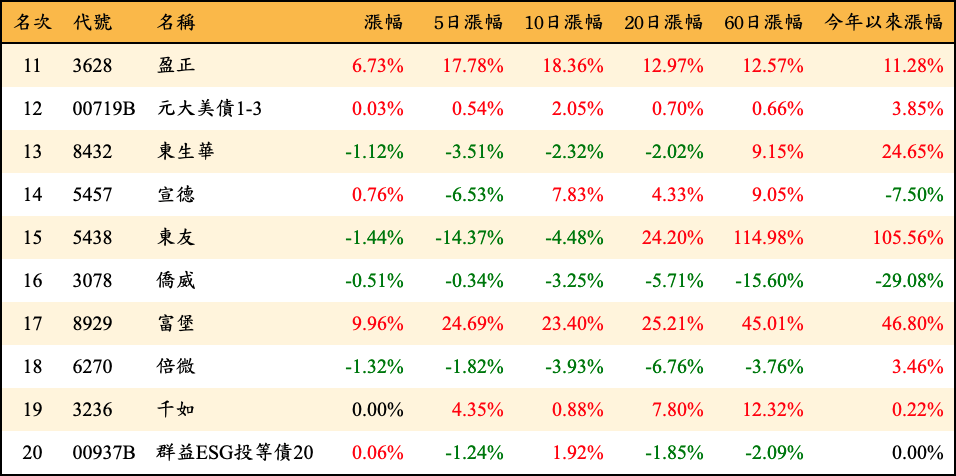 名次 代號 名稱 漲幅 5日漲幅 10日漲幅 20日漲幅 60日漲幅 今年以來漲幅
11 3628 盈正 6.73% 17.78% 18.36% 12.97% 12.57% 11.28%
12 00719B 元大美債1-3 0.03% 0.54% 2.05% 0.70% 0.66% 3.85%
13 8432 東生華 -1.12% -3.51% -2.32% -2.02% 9.15% 24.65%
14 5457 宣德 0.76% -6.53% 7.83% 4.33% 9.05% -7.50%
15 5438 東友 -1.44% -14.37% -4.48% 24.20% 114.98% 105.56%
16 3078 僑威 -0.51% -0.34% -3.25% -5.71% -15.60% -29.08%
17 8929 富堡 9.96% 24.69% 23.40% 25.21% 45.01% 46.80%
18 6270 倍微 -1.32% -1.82% -3.93% -6.76% -3.76% 3.46%
19 3236 千如 0.00% 4.35% 0.88% 7.80% 12.32% 0.22%
20 00937B 群益ESG投等債20 0.06% -1.24% 1.92% -1.85% -2.09% 0.00%